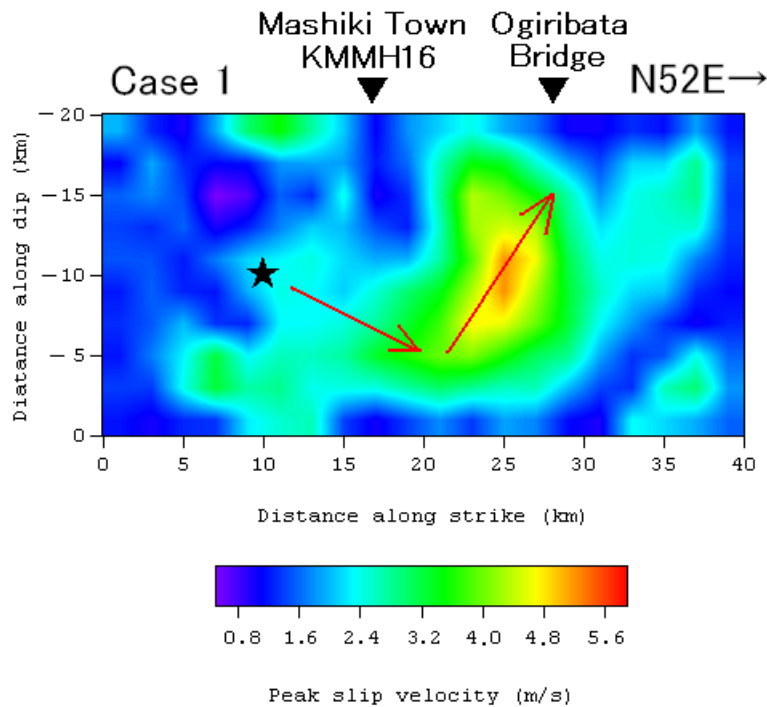 Mashiki Town Ogiribata
KMMH16 Bridge
Case 1 N52E→
Diatance along dip (km)
-20
-15
-10
-5
0
0 5 10 15 20 25 30 35 40
Distance along strike (km)
0.8 1.6 2.4 3.2 4.0 4.8 5.6
Peak slip velocity (m/s)